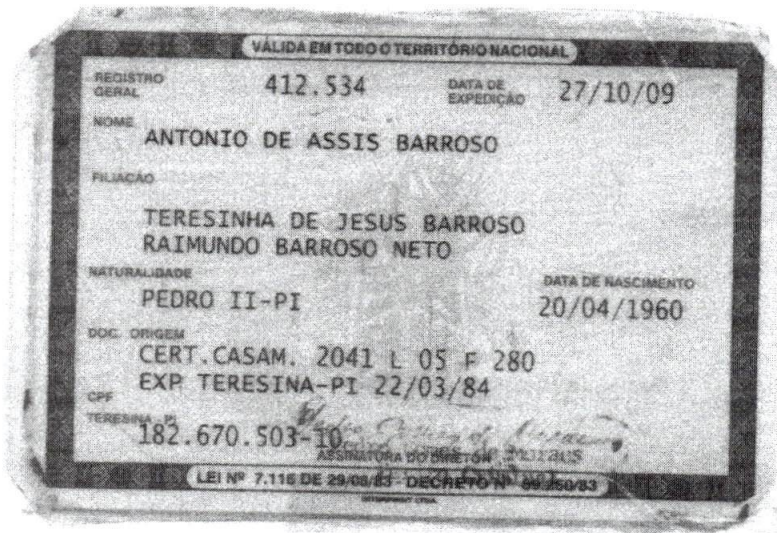 VÁLIDA EM TODO O TERRITÓRIO NACIONAL
REGISTRO GERAL 412.534 DATA DE EXPEDIÇÃO 27/10/09
NOME ANTONIO DE ASSIS BARROSO
FILIAÇÃO
TERESINHA DE JESUS BARROSO
RAIMUNDO BARROSO NETO
NATURALIDADE DATA DE NASCIMENTO
PEDRO II-PI 20/04/1960
DOC. ORIGEM
CERT.CASAM. 2041 L 05 F 280
EXP TERESINA-PI 22/03/84
CPF
TERESINA PI
182.670.503-10
ASSINATURA DO DIRETOR
LEI Nº 7.116 DE 29/08/83 - DECRETO Nº 89.250/83